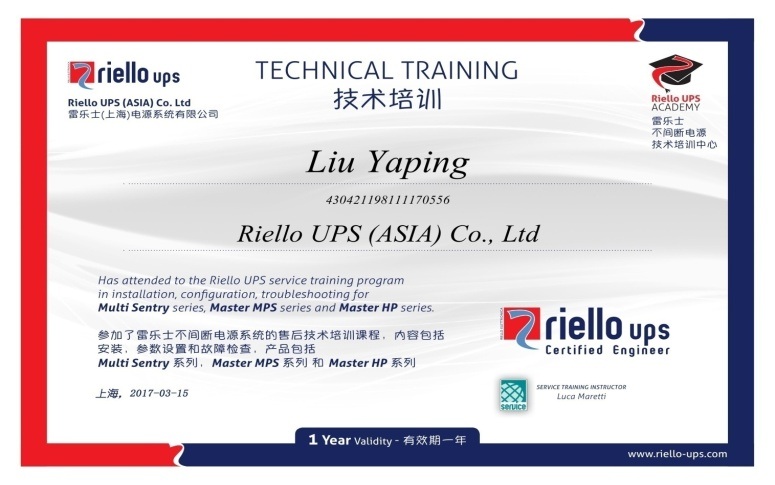 riello ups
Riello UPS (ASIA) Co. Ltd
雷乐士(上海)电源系统有限公司
TECHNICAL TRAINING
技术培训
Riello UPS
ACADEMY
雷乐士
不间断电源
技术培训中心
Liu Yaping
430421198111170556
Riello UPS (ASIA) Co., Ltd
Has attended to the Riello UPS service training program
in installation, configuration, troubleshooting for
Multi Sentry series, Master MPS series and Master HP series.
参加了雷乐士不间断电源系统的售后技术培训课程，内容包括
安装，参数设置和故障检查，产品包括
Multi Sentry 系列，Master MPS 系列 和 Master HP 系列
上海，2017-03-15
riello ups
Certified Engineer
service
SERVICE TRAINING INSTRUCTOR
Luca Maretti
1 Year Validity - 有效期一年
www.riello-ups.com